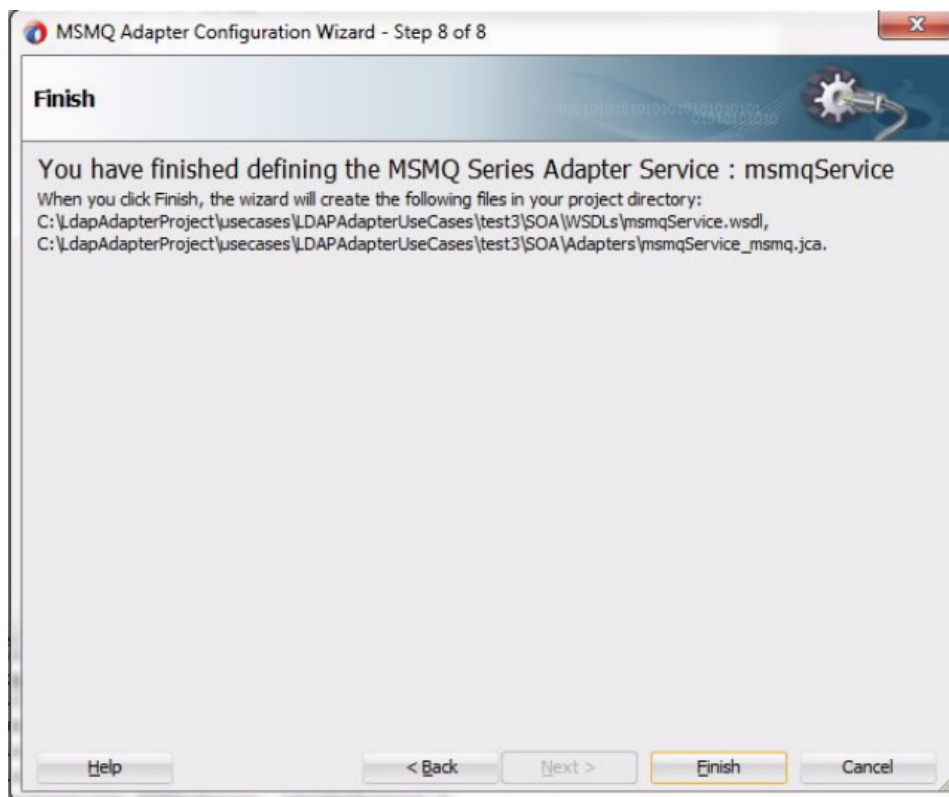 MSMQ Adapter Configuration Wizard - Step 8 of 8
Finish
You have finished defining the MSMQ Series Adapter Service : msmqService
When you click Finish, the wizard will create the following files in your project directory:
C:\LdapAdapterProject\usecases\LDAPAdapterUseCases\test3\SOA\WSDLs\msmqService.wsdl,
C:\LdapAdapterProject\usecases\LDAPAdapterUseCases\test3\SOA\Adapters\msmqService_msmq.jca.
Help
< Back
Next >
Finish
Cancel